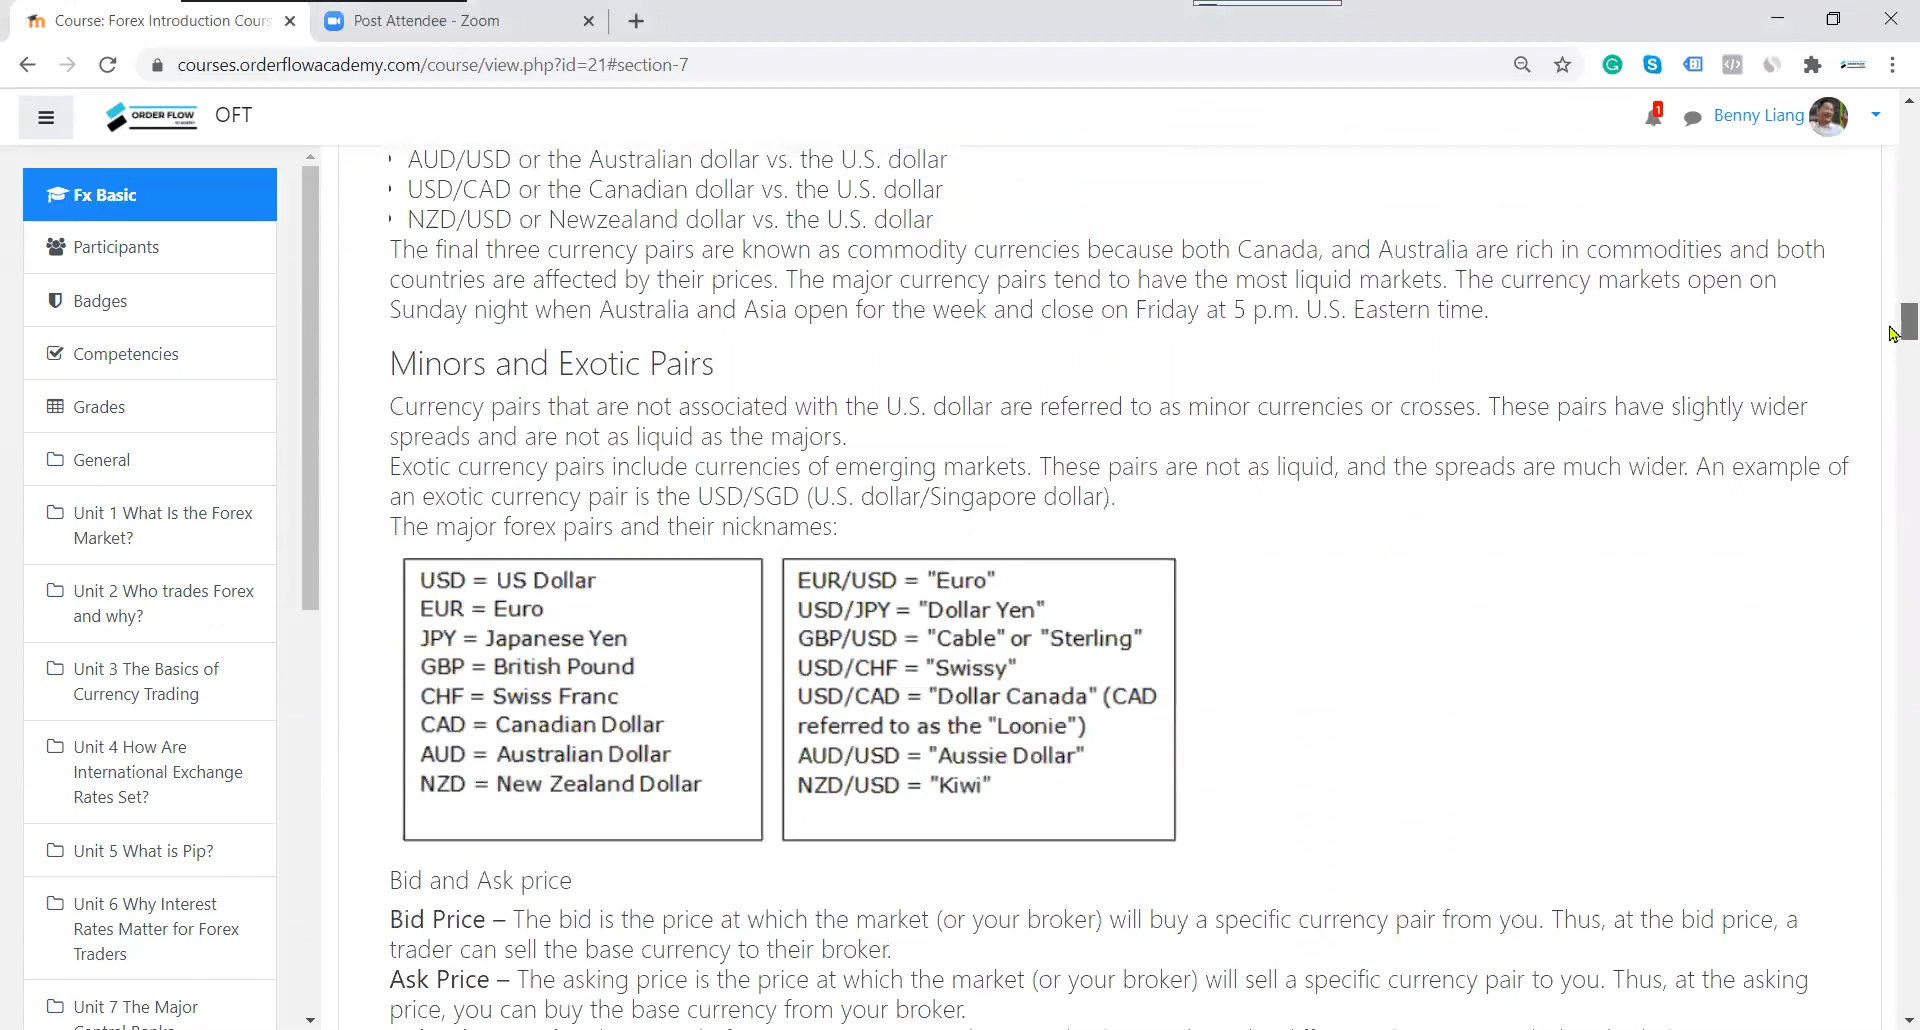 Course: Forex Introduction Cours
Post Attendee - Zoom
courses.orderflowacademy.com/course/view.php?id=21#section-7
ORDER FLOW
OFT
1
Benny Liang
Fx Basic
Participants
Badges
Competencies
Grades
General
Unit 1 What Is the Forex
Market?
Unit 2 Who trades Forex
and why?
Unit 3 The Basics of
Currency Trading
Unit 4 How Are
International Exchange
Rates Set?
Unit 5 What is Pip?
Unit 6 Why Interest
Rates Matter for Forex
Traders
Unit 7 The Major
Central Banks
• AUD/USD or the Australian dollar vs. the U.S. dollar
• USD/CAD or the Canadian dollar vs. the U.S. dollar
• NZD/USD or Newzealand dollar vs. the U.S. dollar
The final three currency pairs are known as commodity currencies because both Canada, and Australia are rich in commodities and both
countries are affected by their prices. The major currency pairs tend to have the most liquid markets. The currency markets open on
Sunday night when Australia and Asia open for the week and close on Friday at 5 p.m. U.S. Eastern time.
Minors and Exotic Pairs
Currency pairs that are not associated with the U.S. dollar are referred to as minor currencies or crosses. These pairs have slightly wider
spreads and are not as liquid as the majors.
Exotic currency pairs include currencies of emerging markets. These pairs are not as liquid, and the spreads are much wider. An example of
an exotic currency pair is the USD/SGD (U.S. dollar/Singapore dollar).
The major forex pairs and their nicknames:
USD = US Dollar
EUR = Euro
JPY = Japanese Yen
GBP = British Pound
CHF = Swiss Franc
CAD = Canadian Dollar
AUD = Australian Dollar
NZD = New Zealand Dollar
EUR/USD = "Euro"
USD/JPY = "Dollar Yen"
GBP/USD = "Cable" or "Sterling"
USD/CHF = "Swissy"
USD/CAD = "Dollar Canada" (CAD
referred to as the "Loonie")
AUD/USD = "Aussie Dollar"
NZD/USD = "Kiwi"
Bid and Ask price
Bid Price – The bid is the price at which the market (or your broker) will buy a specific currency pair from you. Thus, at the bid price, a
trader can sell the base currency to their broker.
Ask Price – The asking price is the price at which the market (or your broker) will sell a specific currency pair to you. Thus, at the asking
price, you can buy the base currency from your broker.